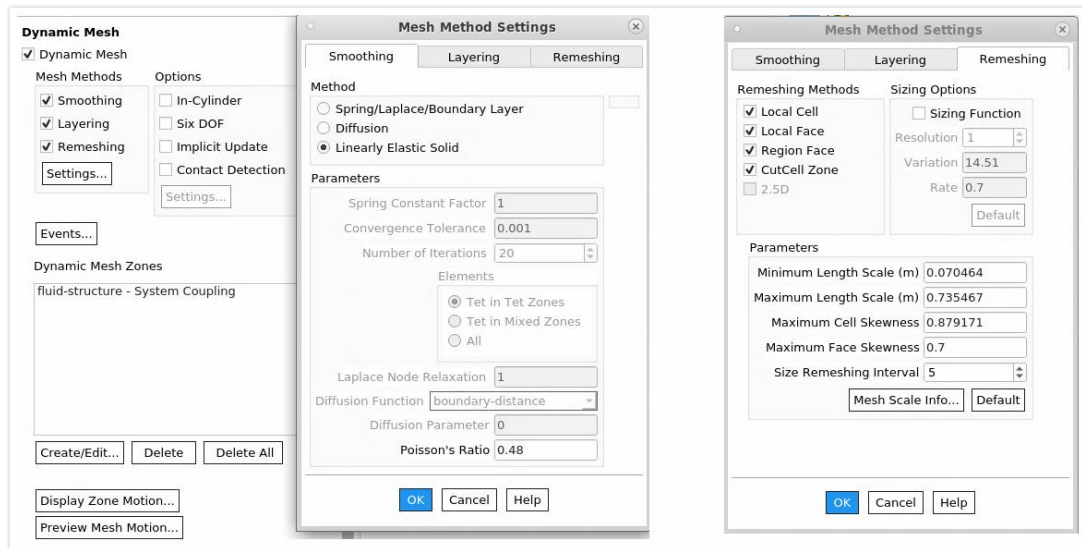 Dynamic Mesh
Dynamic Mesh
Mesh Methods
Smoothing
Layering
Remeshing
Settings...
Options
In-Cylinder
Six DOF
Implicit Update
Contact Detection
Settings...
Events...
Dynamic Mesh Zones
fluid-structure - System Coupling
Create/Edit... Delete Delete All
Display Zone Motion...
Preview Mesh Motion...
Mesh Method Settings
Smoothing Layering Remeshing
Method
Spring/Laplace/Boundary Layer
Diffusion
Linearly Elastic Solid
Parameters
Spring Constant Factor 1
Convergence Tolerance 0.001
Number of Iterations 20
Elements
Tet in Tet Zones
Tet in Mixed Zones
All
Laplace Node Relaxation 1
Diffusion Function boundary-distance
Diffusion Parameter 0
Poisson's Ratio 0.48
OK Cancel Help
Mesh Method Settings
Smoothing Layering Remeshing
Remeshing Methods
Local Cell
Local Face
Region Face
CutCell Zone
2.5D
Sizing Options
Sizing Function
Resolution 1
Variation 14.51
Rate 0.7
Default
Parameters
Minimum Length Scale (m) 0.070464
Maximum Length Scale (m) 0.735467
Maximum Cell Skewness 0.879171
Maximum Face Skewness 0.7
Size Remeshing Interval 5
Mesh Scale Info... Default
OK Cancel Help